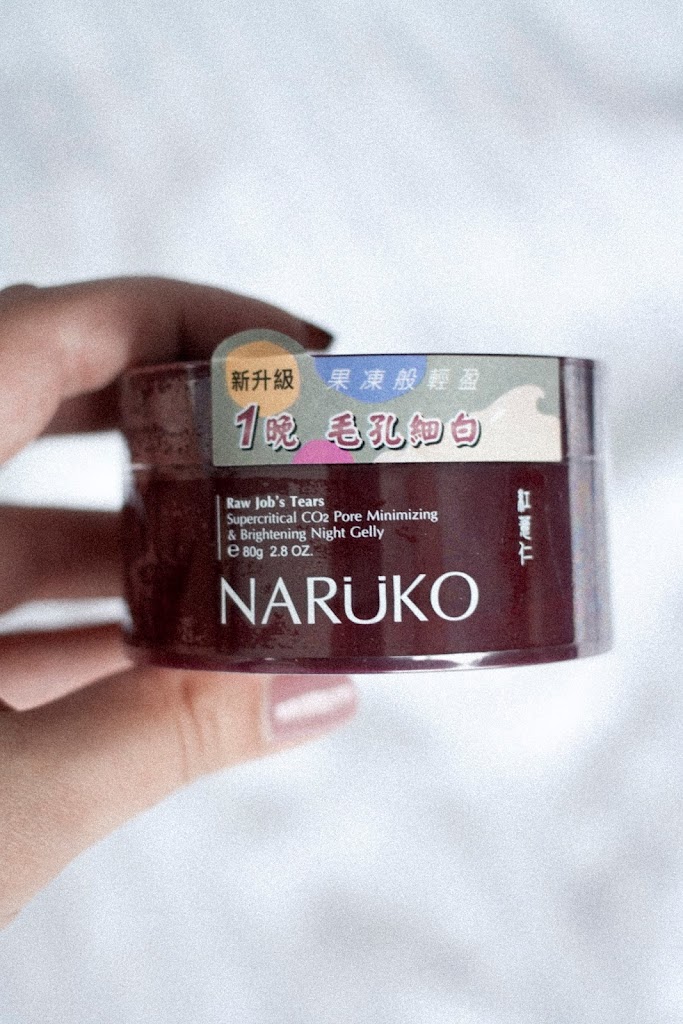 新升級
果凍般輕盈
1晚 毛孔細白
Raw Job's Tears
Supercritical CO2 Pore Minimizing
& Brightening Night Gelly
℮ 80g 2.8 OZ.
紅薏仁
NARÜKO